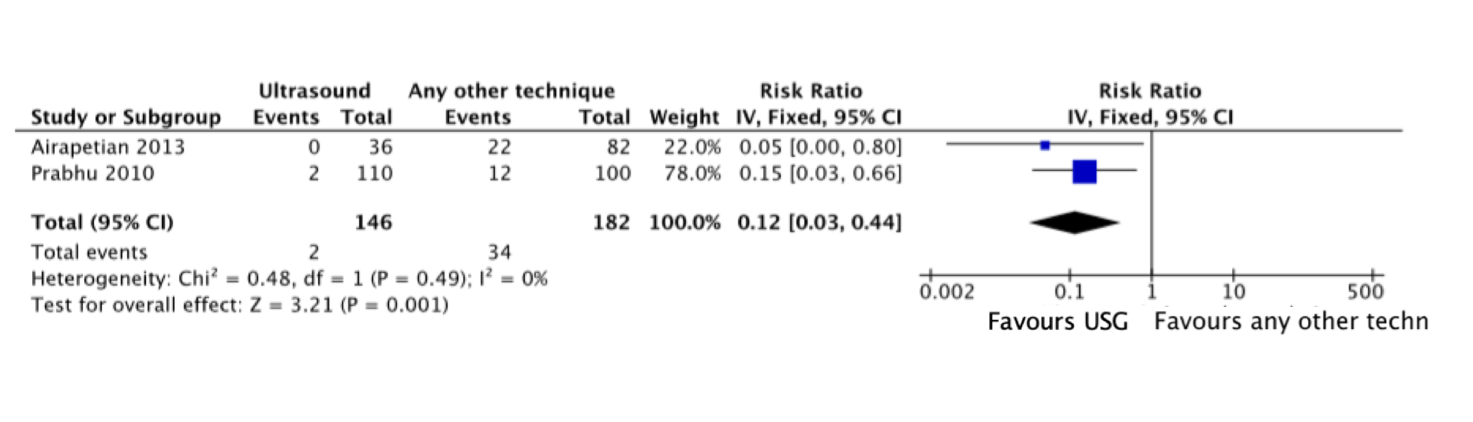 Ultrasound Any other technique Risk Ratio Risk Ratio
Study or Subgroup Events Total Events Total Weight IV, Fixed, 95% CI IV, Fixed, 95% CI
Airapetian 2013 0 36 22 82 22.0% 0.05 [0.00, 0.80]
Prabhu 2010 2 110 12 100 78.0% 0.15 [0.03, 0.66]
Total (95% CI) 146 182 100.0% 0.12 [0.03, 0.44]
Total events 2 34
Heterogeneity: Chi² = 0.48, df = 1 (P = 0.49); I² = 0%
Test for overall effect: Z = 3.21 (P = 0.001)
0.002 0.1 1 10 500
Favours USG Favours any other techn